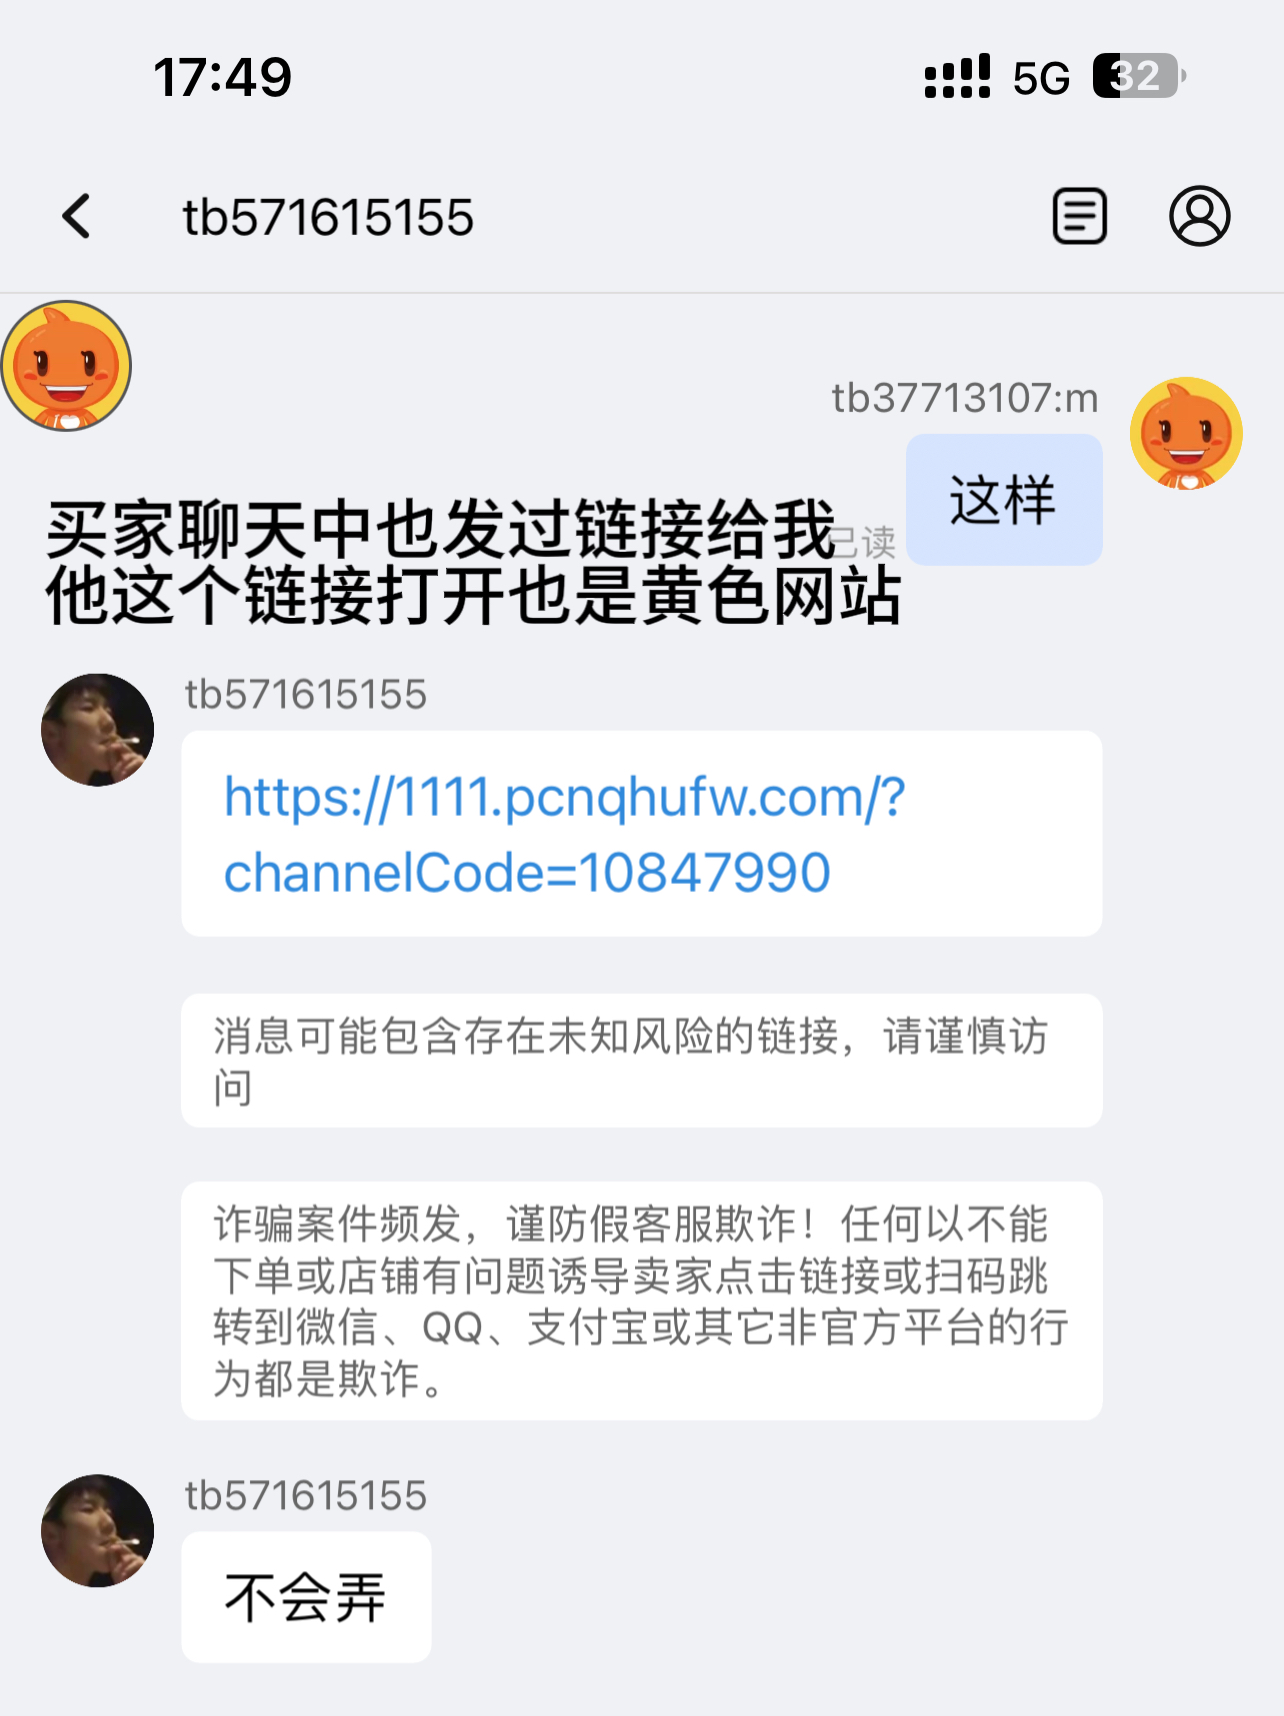 17:49
5G
32
tb571615155
tb37713107:m
这样
已读
买家聊天中也发过链接给我
他这个链接打开也是黄色网站
tb571615155
https://1111.pcnqhufw.com/?
channelCode=10847990
消息可能包含存在未知风险的链接，请谨慎访
问
诈骗案件频发，谨防假客服欺诈！任何以不能
下单或店铺有问题诱导卖家点击链接或扫码跳
转到微信、QQ、支付宝或其它非官方平台的行
为都是欺诈。
tb571615155
不会弄